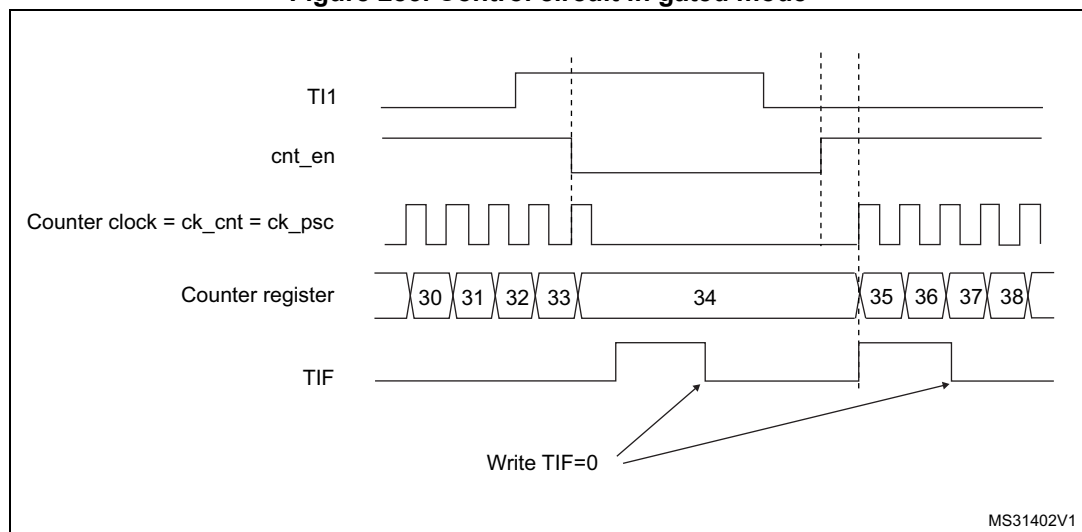 TI1
cnt_en
Counter clock = ck_cnt = ck_psc
Counter register
30 31 32 33 34 35 36 37 38
TIF
Write TIF=0
MS31402V1